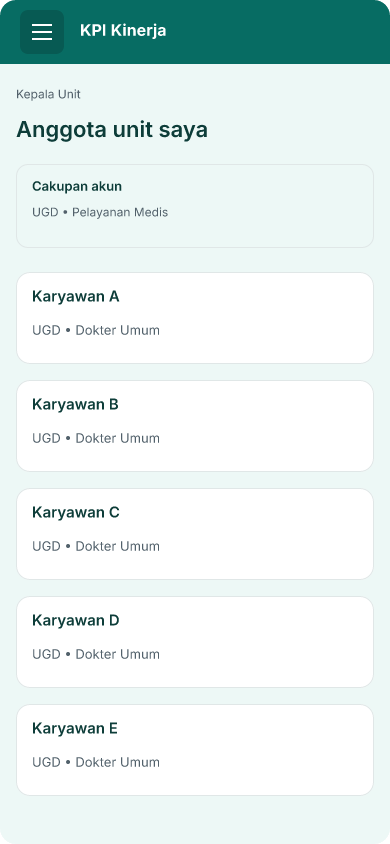 KPI Kinerja
Kepala Unit
Anggota unit saya
Cakupan akun
UGD • Pelayanan Medis
Karyawan A
UGD • Dokter Umum
Karyawan B
UGD • Dokter Umum
Karyawan C
UGD • Dokter Umum
Karyawan D
UGD • Dokter Umum
Karyawan E
UGD • Dokter Umum